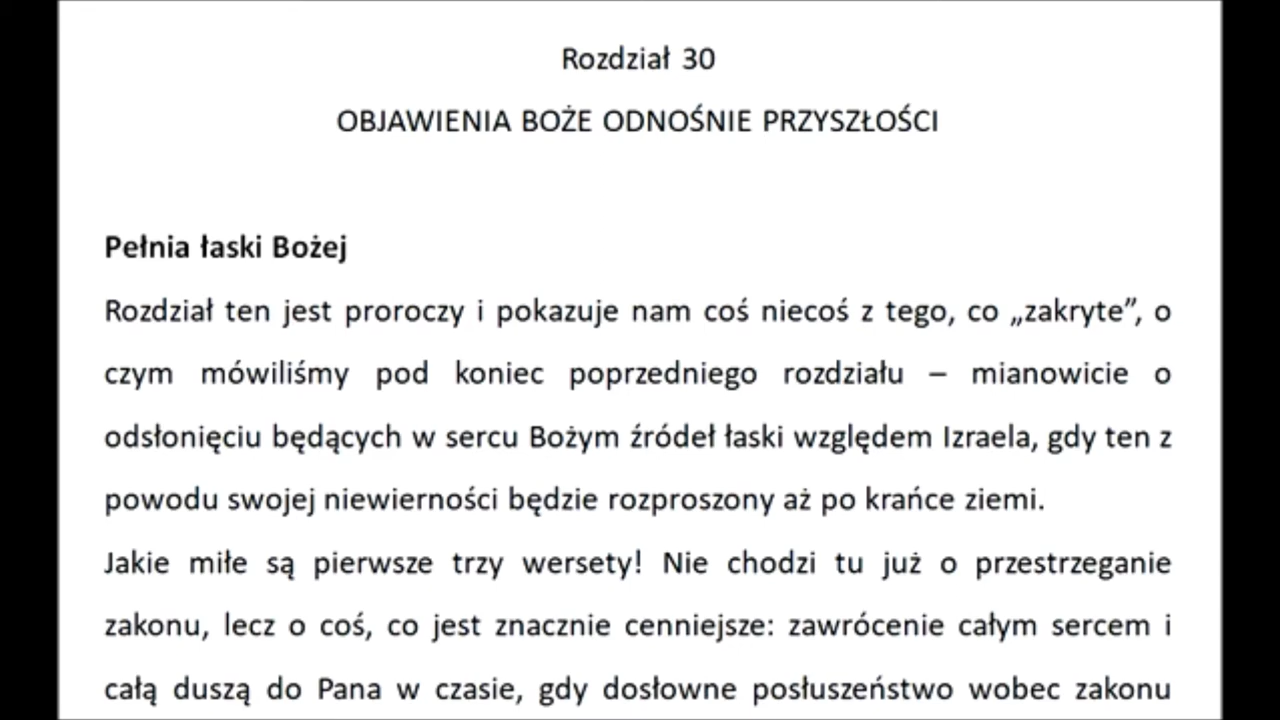 Rozdział 30
OBJAWIENIA BOŻE ODNOŚNIE PRZYSZŁOŚCI
Pełnia łaski Bożej
Rozdział ten jest proroczy i pokazuje nam coś niecoś z tego, co „zakryte”, o
czym mówiliśmy pod koniec poprzedniego rozdziału – mianowicie o
odsłonięciu będących w sercu Bożym źródeł łaski względem Izraela, gdy ten z
powodu swojej niewierności będzie rozproszony aż po krańce ziemi.
Jakie miłe są pierwsze trzy wersety! Nie chodzi tu już o przestrzeganie
zakonu, lecz o coś, co jest znacznie cenniejsze: zawrócenie całym sercem i
całą duszą do Pana w czasie, gdy dosłowne posłuszeństwo wobec zakonu